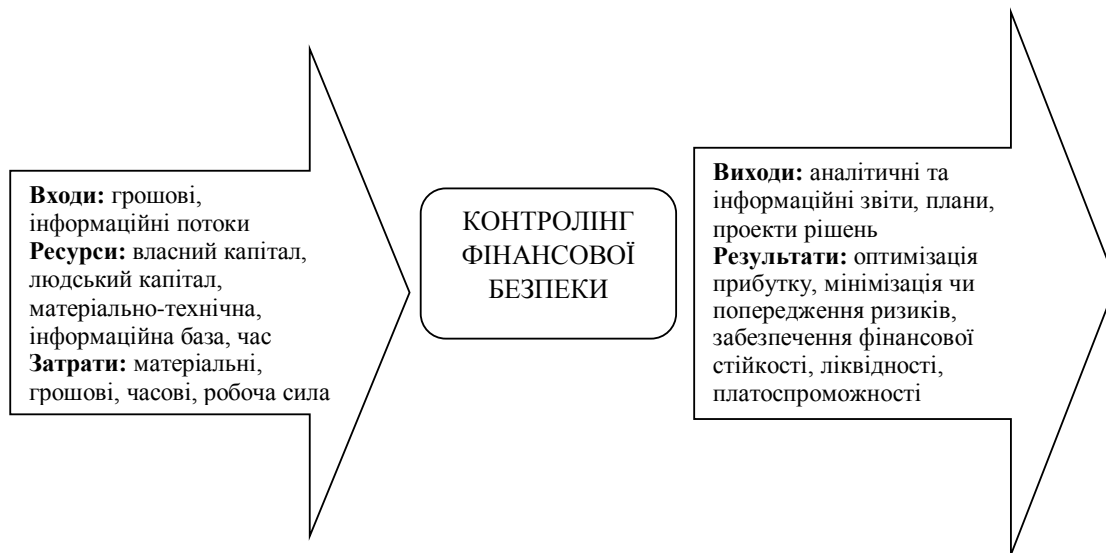 Входи: грошові,
інформаційні потоки
Ресурси: власний капітал,
людський капітал,
матеріально-технічна,
інформаційна база, час
Затрати: матеріальні,
грошові, часові, робоча сила
КОНТРОЛІНГ
ФІНАНСОВОЇ
БЕЗПЕКИ
Виходи: аналітичні та
інформаційні звіти, плани,
проекти рішень
Результати: оптимізація
прибутку, мінімізація чи
попередження ризиків,
забезпечення фінансової
стійкості, ліквідності,
платоспроможності